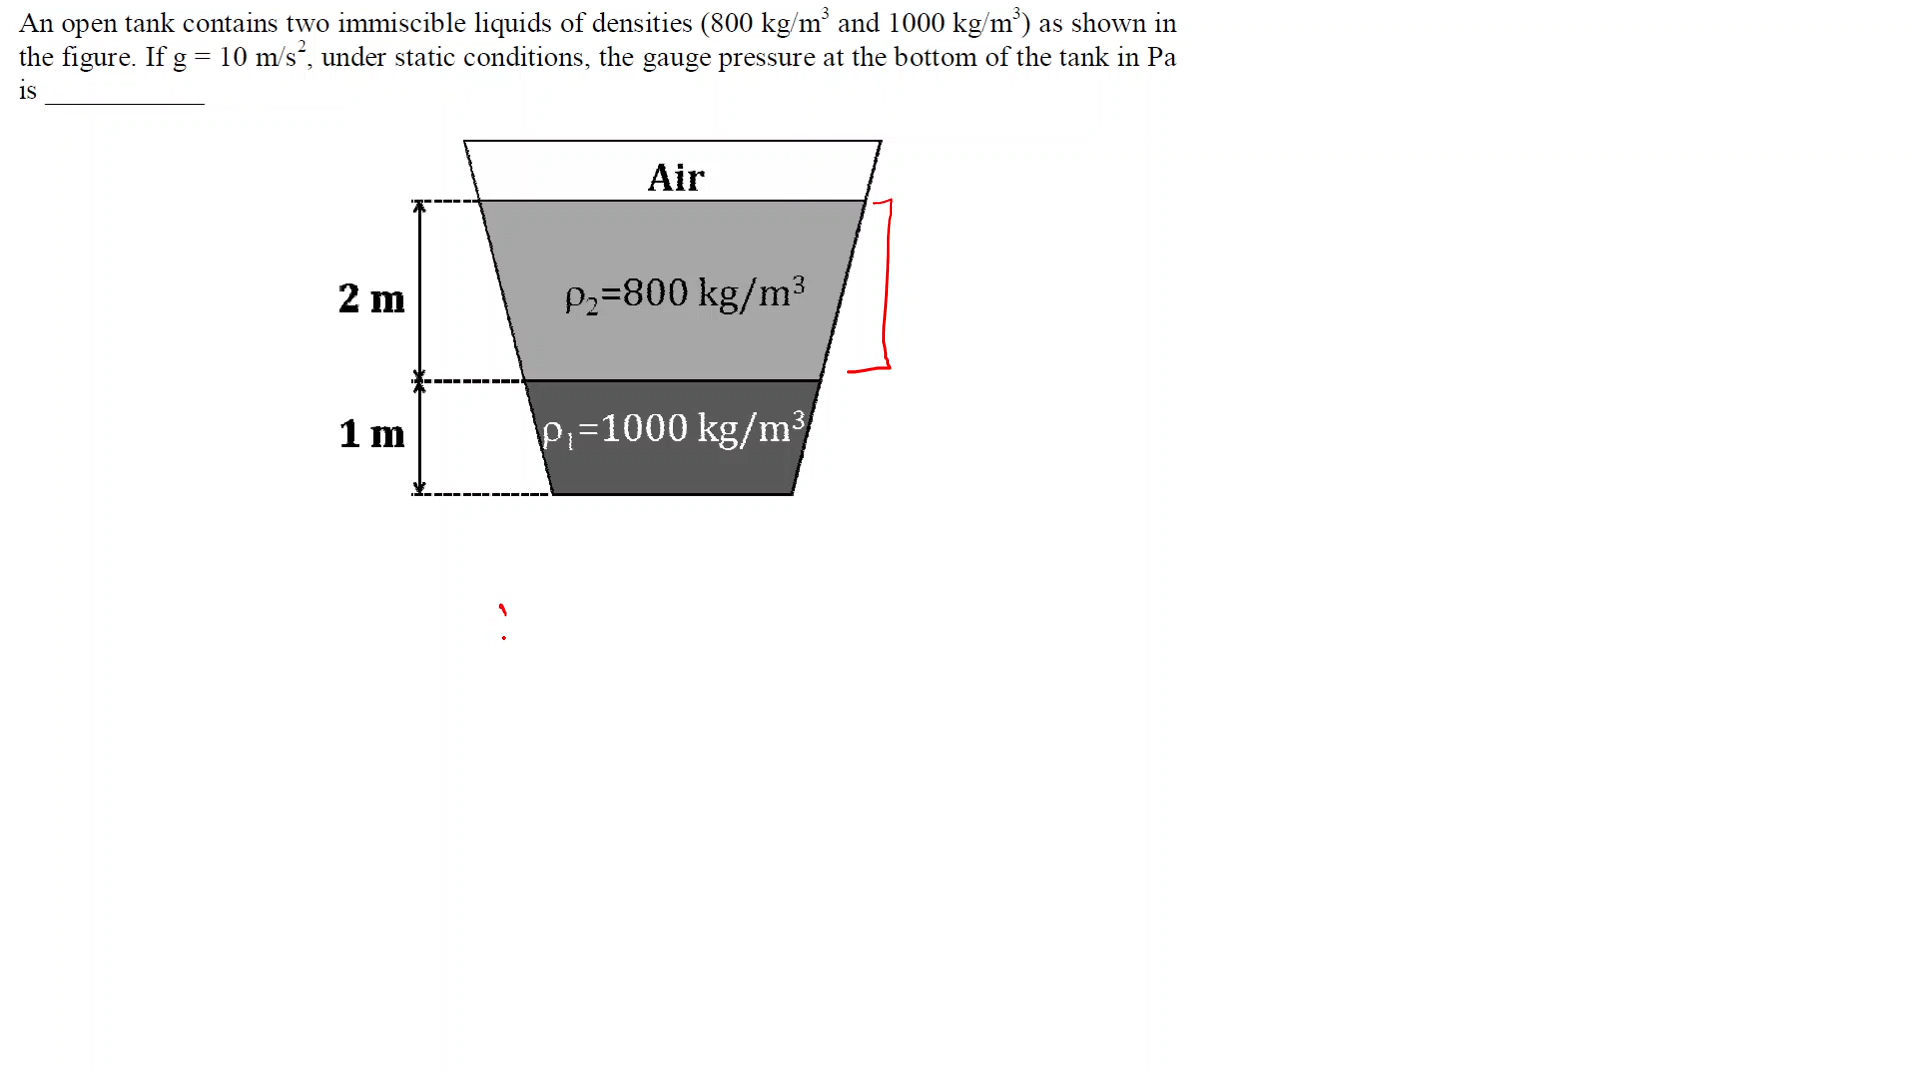 An open tank contains two immiscible liquids of densities (800 kg/m³ and 1000 kg/m³) as shown in
the figure. If g = 10 m/s², under static conditions, the gauge pressure at the bottom of the tank in Pa
is ___________
Air
ρ₂=800 kg/m³
2 m
ρ₁=1000 kg/m³
1 m